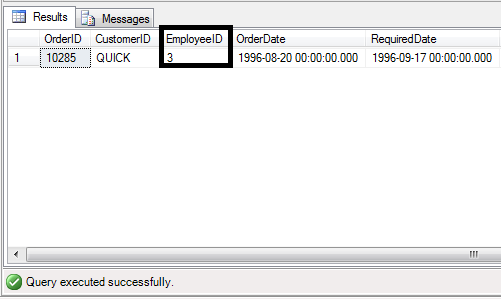 Results Messages
OrderID CustomerID EmployeeID OrderDate RequiredDate
1 10285 QUICK 3 1996-08-20 00:00:00.000 1996-09-17 00:00:00.000
Query executed successfully.